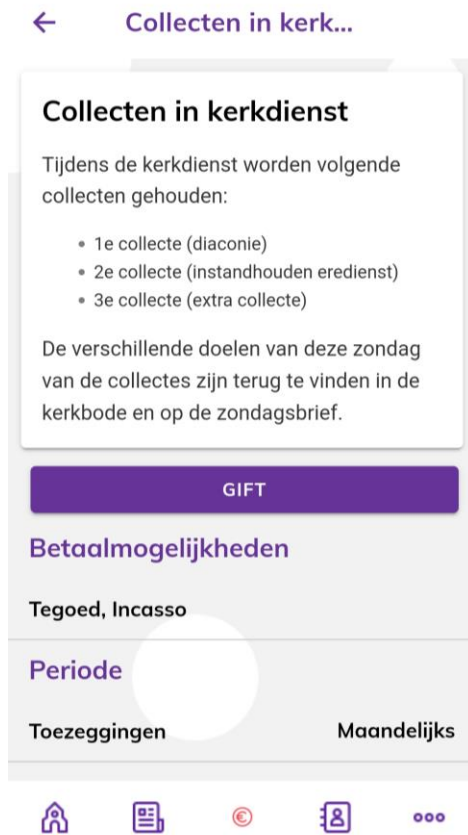 Collecten in kerk...
Collecten in kerkdienst
Tijdens de kerkdienst worden volgende
collecten gehouden:
• 1e collecte (diaconie)
• 2e collecte (instandhouden eredienst)
• 3e collecte (extra collecte)
De verschillende doelen van deze zondag
van de collectes zijn terug te vinden in de
kerkbode en op de zondagsbrief.
GIFT
Betaalmogelijkheden
Tegoed, Incasso
Periode
Toezeggingen Maandelijks